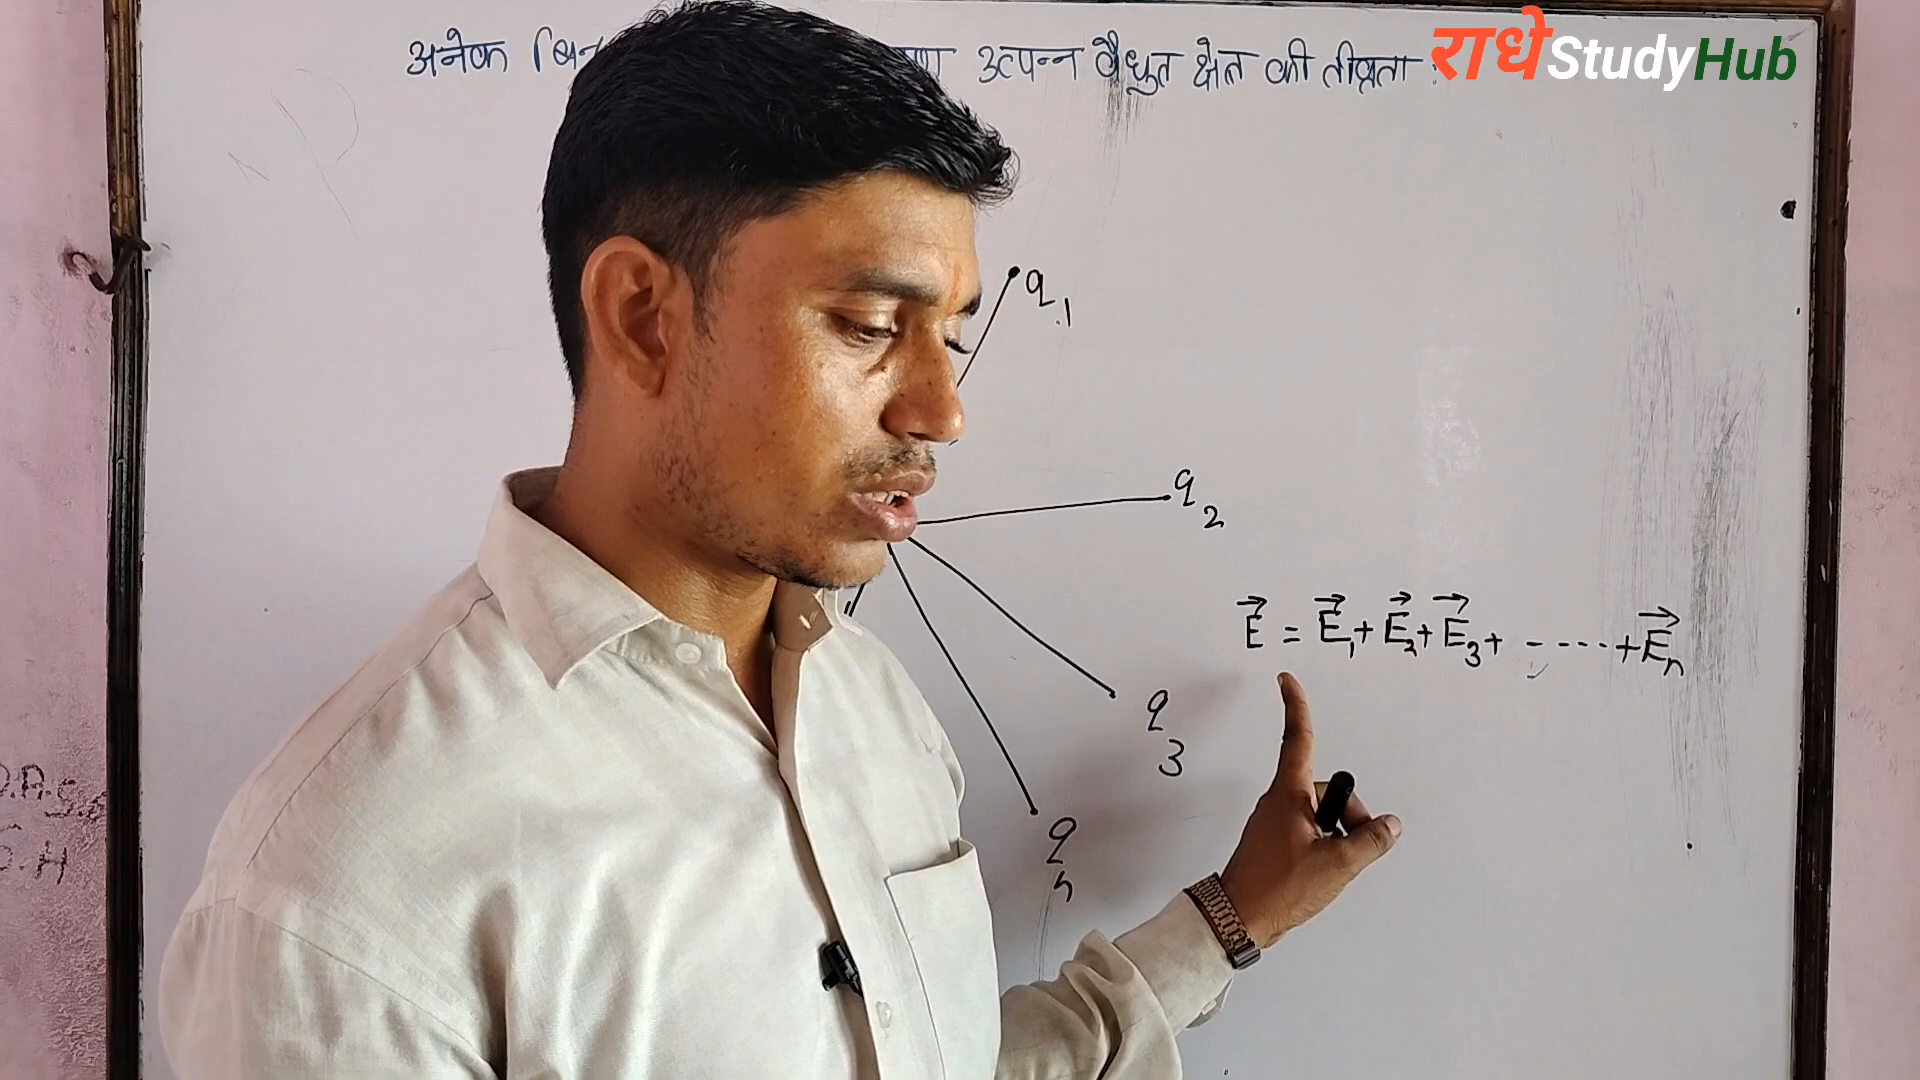 अनेक उत्पन्न वैधुत क्षेत्र की तीव्रता :
राधे StudyHub
q1
q2
E⃗ = E⃗1 + E⃗2 + E⃗3 + ----- + E⃗n
q3
qn